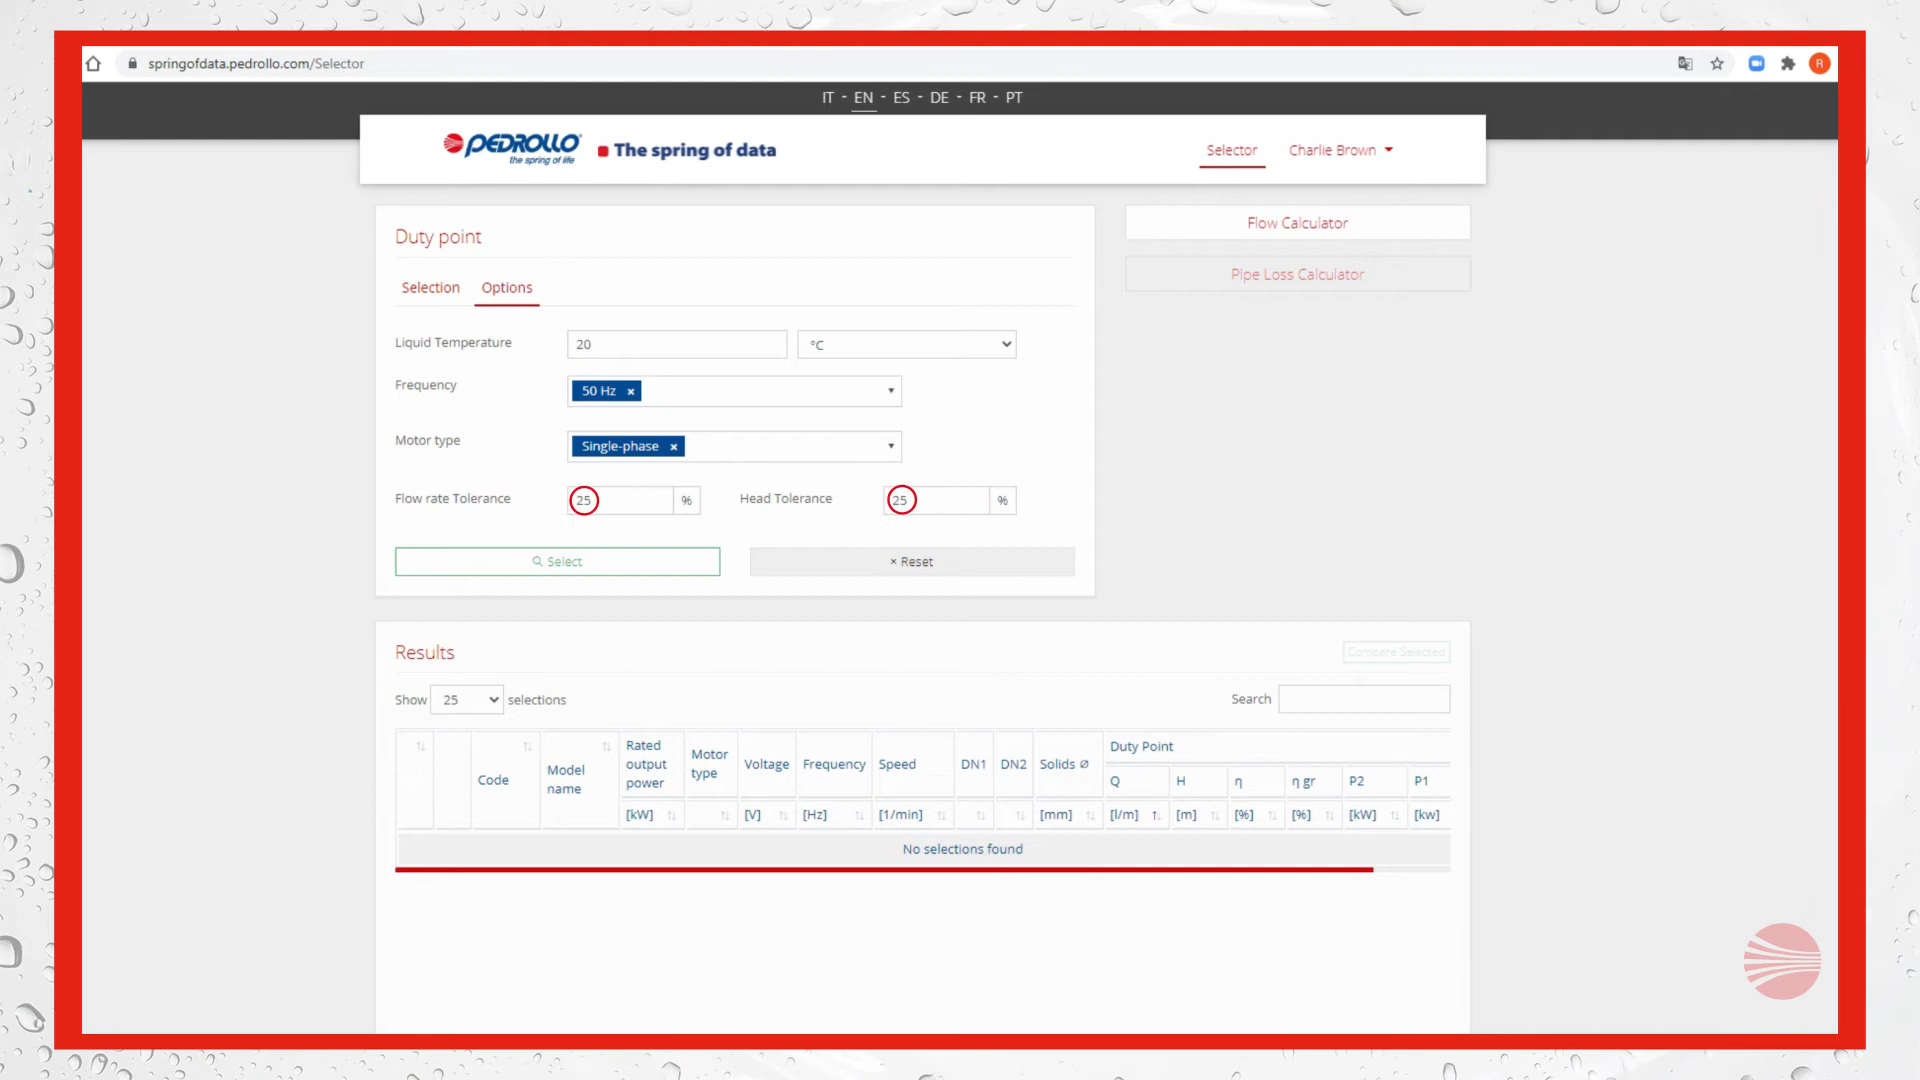 springofdata.pedrollo.com/Selector
R
IT - EN - ES - DE - FR - PT
PEDROLLO
the spring of life
The spring of data
Selector
Charlie Brown
Duty point
Flow Calculator
Pipe Loss Calculator
Selection Options
Liquid Temperature 20 °C
Frequency 50 Hz ×
Motor type Single-phase ×
Flow rate Tolerance 25 % Head Tolerance 25 %
Select × Reset
Results
Compare Selected
Show 25 selections Search
Code
Model name
Rated output power
Motor type
Voltage
Frequency
Speed
DN1
DN2
Solids Ø
Duty Point
Q H η η gr P2 P1
[kW] [V] [Hz] [1/min] [mm] [l/m] [m] [%] [%] [kW] [kw]
No selections found